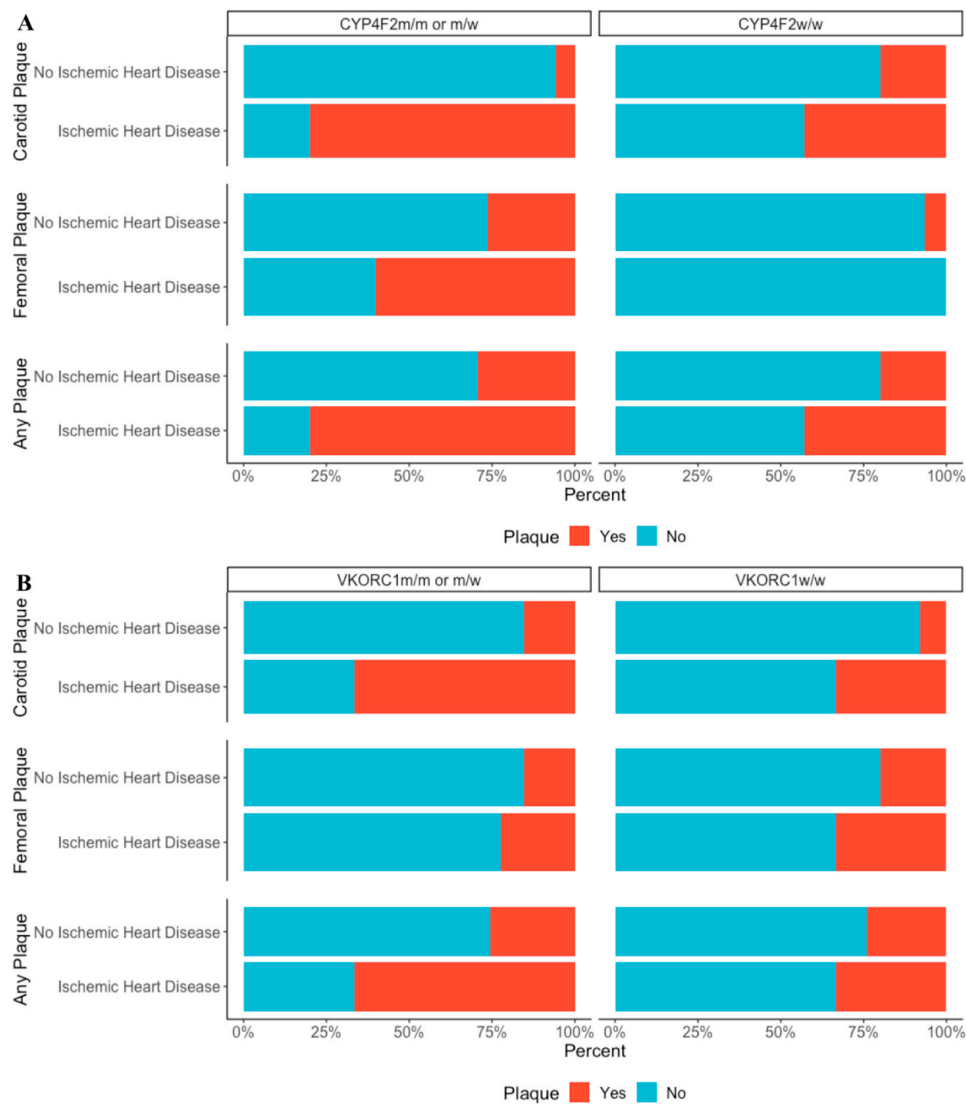 A
CYP4F2m/m or m/w
CYP4F2w/w
Carotid Plaque
No Ischemic Heart Disease
Ischemic Heart Disease
Femoral Plaque
No Ischemic Heart Disease
Ischemic Heart Disease
Any Plaque
No Ischemic Heart Disease
Ischemic Heart Disease
0% 25% 50% 75% 100% 0% 25% 50% 75% 100%
Percent
Plaque Yes No
B
VKORC1m/m or m/w
VKORC1w/w
Carotid Plaque
No Ischemic Heart Disease
Ischemic Heart Disease
Femoral Plaque
No Ischemic Heart Disease
Ischemic Heart Disease
Any Plaque
No Ischemic Heart Disease
Ischemic Heart Disease
0% 25% 50% 75% 100% 0% 25% 50% 75% 100%
Percent
Plaque Yes No